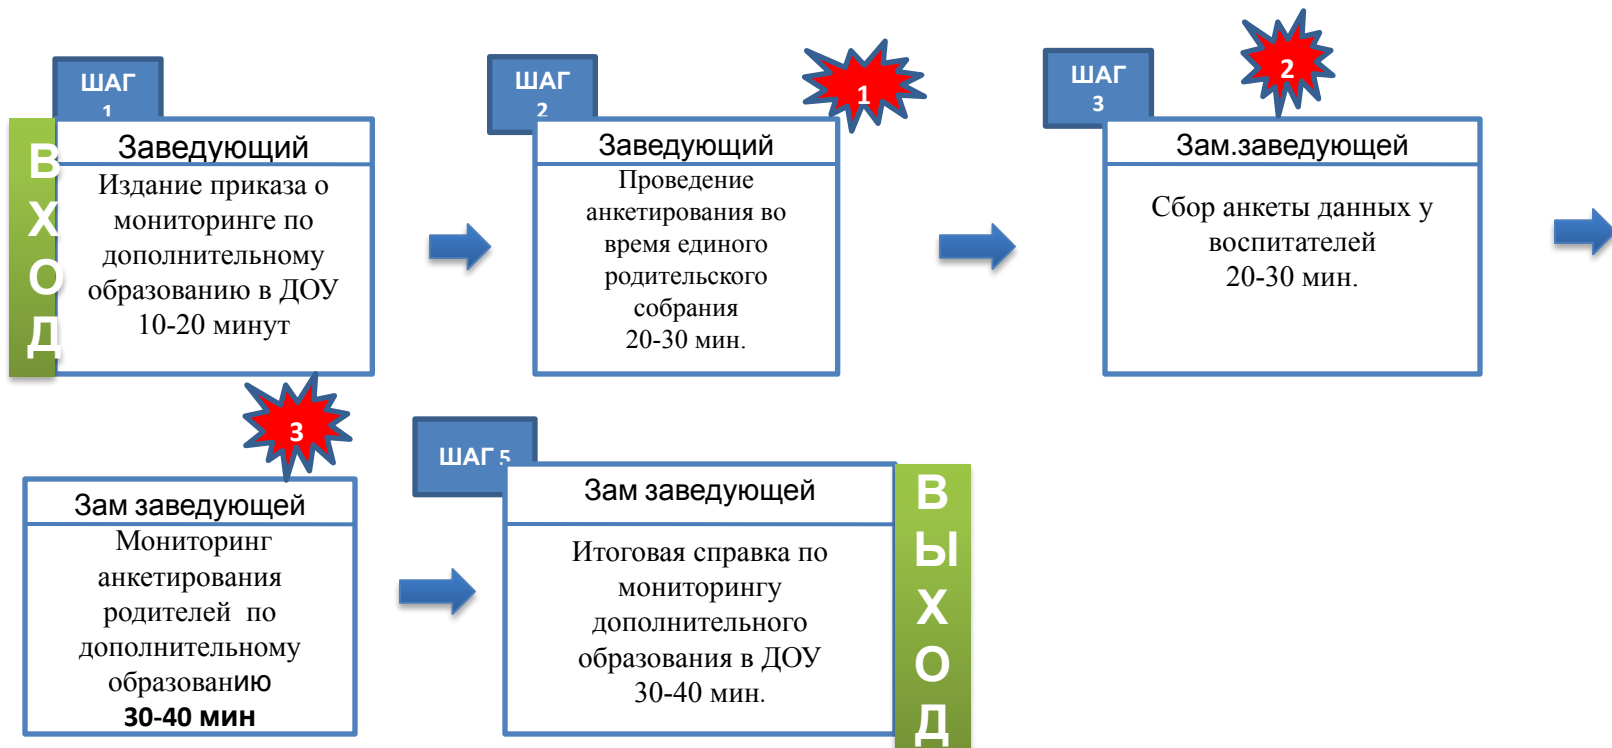 ШАГ
1
ВХОД
Заведующий
Издание приказа о
мониторинге по
дополнительному
образованию в ДОУ
10-20 минут
ШАГ
2
1
Заведующий
Проведение
анкетирования во
время единого
родительского
собрания
20-30 мин.
ШАГ
3
2
Зам.заведующей
Сбор анкеты данных у
воспитателей
20-30 мин.
3
Зам заведующей
Мониторинг
анкетирования
родителей по
дополнительному
образованию
30-40 мин
ШАГ 5
Зам заведующей
Итоговая справка по
мониторингу
дополнительного
образования в ДОУ
30-40 мин.
ВЫХОД